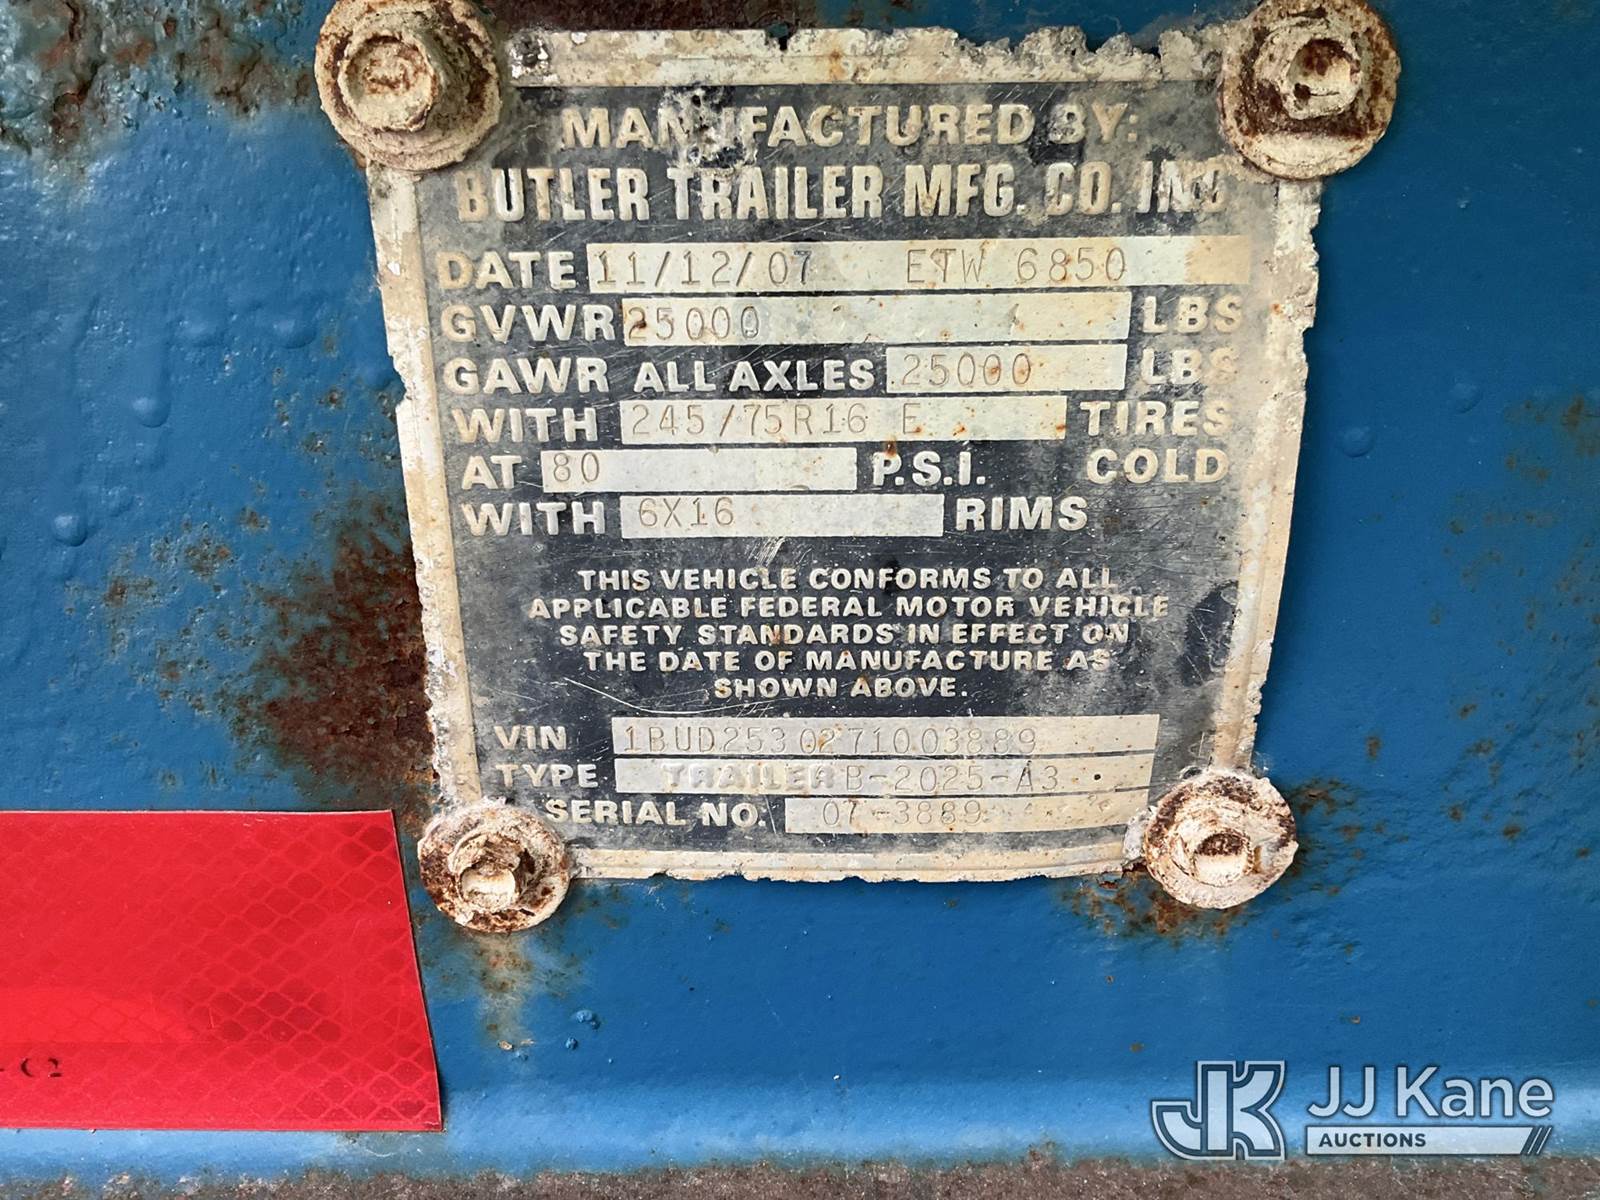 MANUFACTURED BY:
BUTLER TRAILER MFG. CO. INC
DATE 11/12/07 ETW 6850
GVWR 25000 LBS
GAWR ALL AXLES 25000 LBS
WITH 245/75R16 E TIRES
AT 80 P.S.I. COLD
WITH 6X16 RIMS
THIS VEHICLE CONFORMS TO ALL
APPLICABLE FEDERAL MOTOR VEHICLE
SAFETY STANDARDS IN EFFECT ON
THE DATE OF MANUFACTURE AS
SHOWN ABOVE.
VIN 1BUD2530271003889
TYPE TRAILER B-2025-A3
SERIAL NO. 07-3889
C2
JK JJ Kane
AUCTIONS